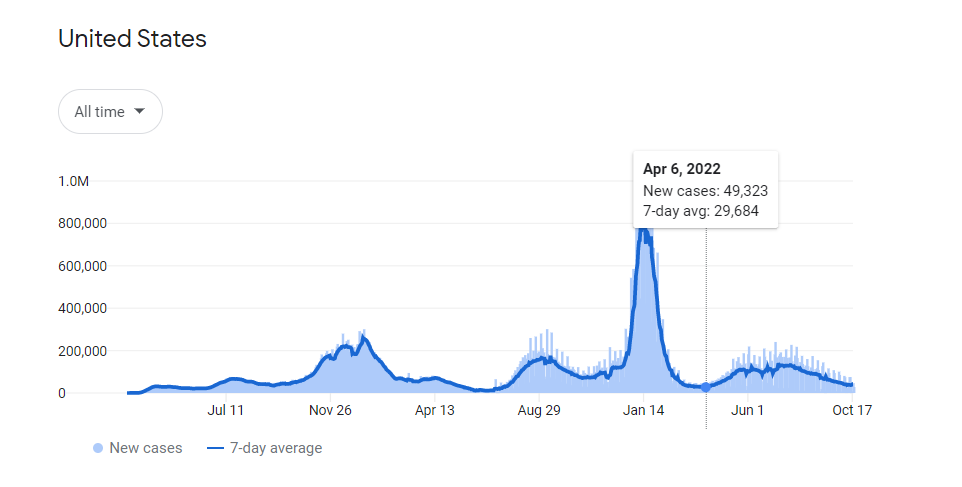 United States
All time
Apr 6, 2022
New cases: 49,323
7-day avg: 29,684
1.0M
800,000
600,000
400,000
200,000
0
Jul 11 Nov 26 Apr 13 Aug 29 Jan 14 Jun 1 Oct 17
New cases 7-day average